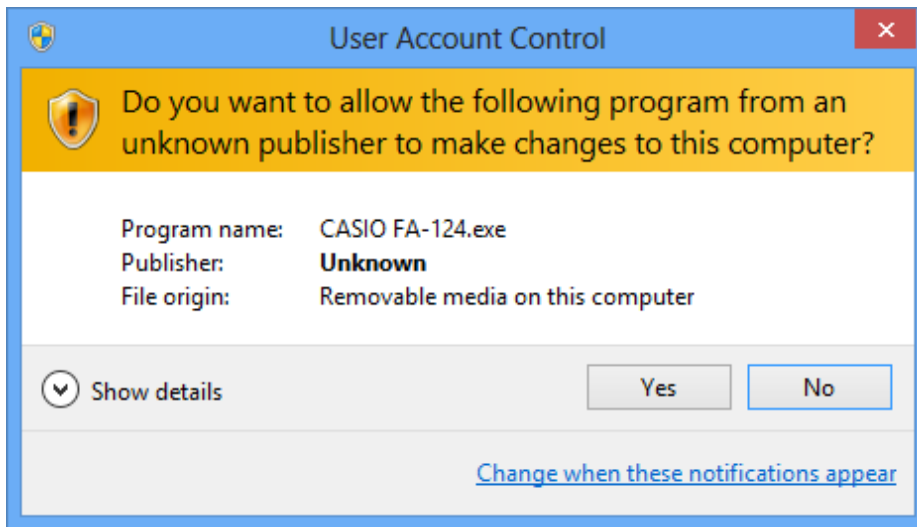 User Account Control
Do you want to allow the following program from an
unknown publisher to make changes to this computer?
Program name: CASIO FA-124.exe
Publisher: Unknown
File origin: Removable media on this computer
Show details
Yes
No
Change when these notifications appear